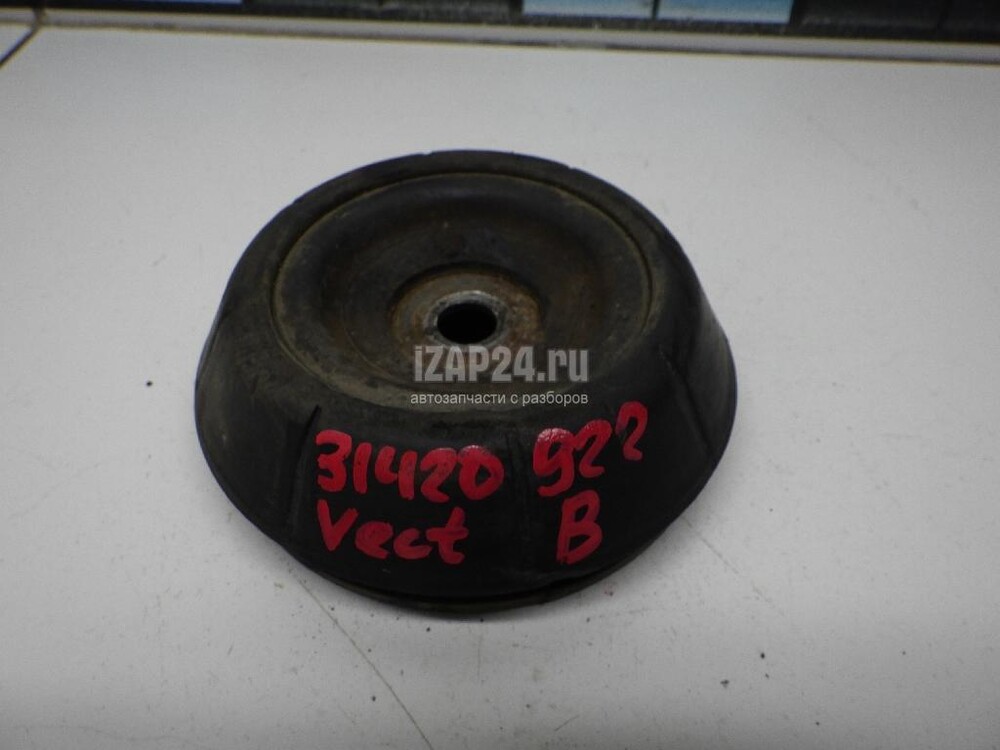 iZAP24.ru
автозапчасти с разборов
31420 922
Vect B